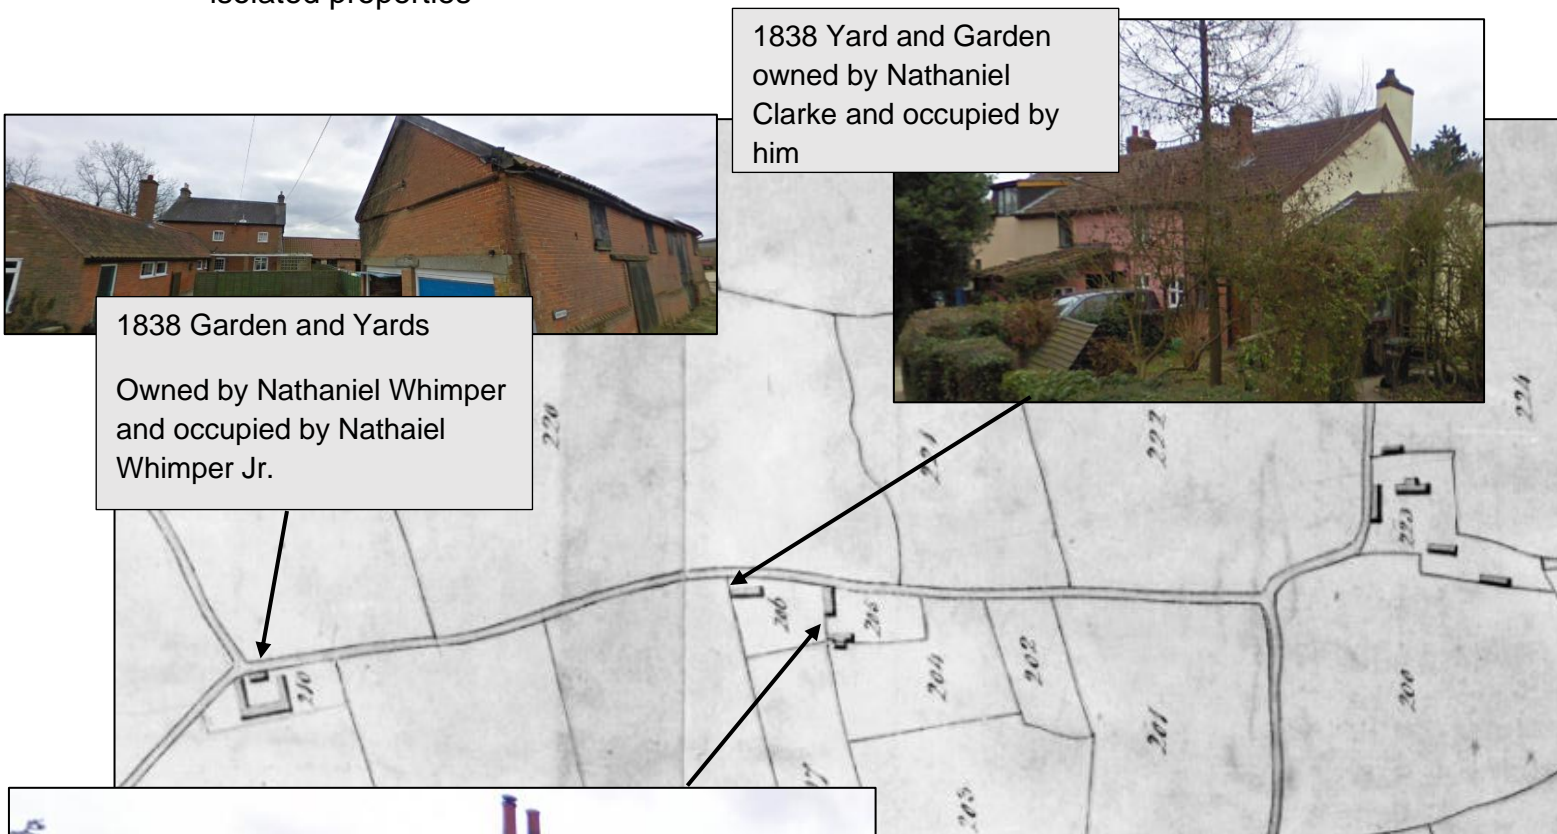 isolated properties
1838 Yard and Garden
owned by Nathaniel
Clarke and occupied by
him
1838 Garden and Yards
Owned by Nathaniel Whimper
and occupied by Nathaiel
Whimper Jr.
220
221
222
224
223
206
205
204
202
201
200
210
203